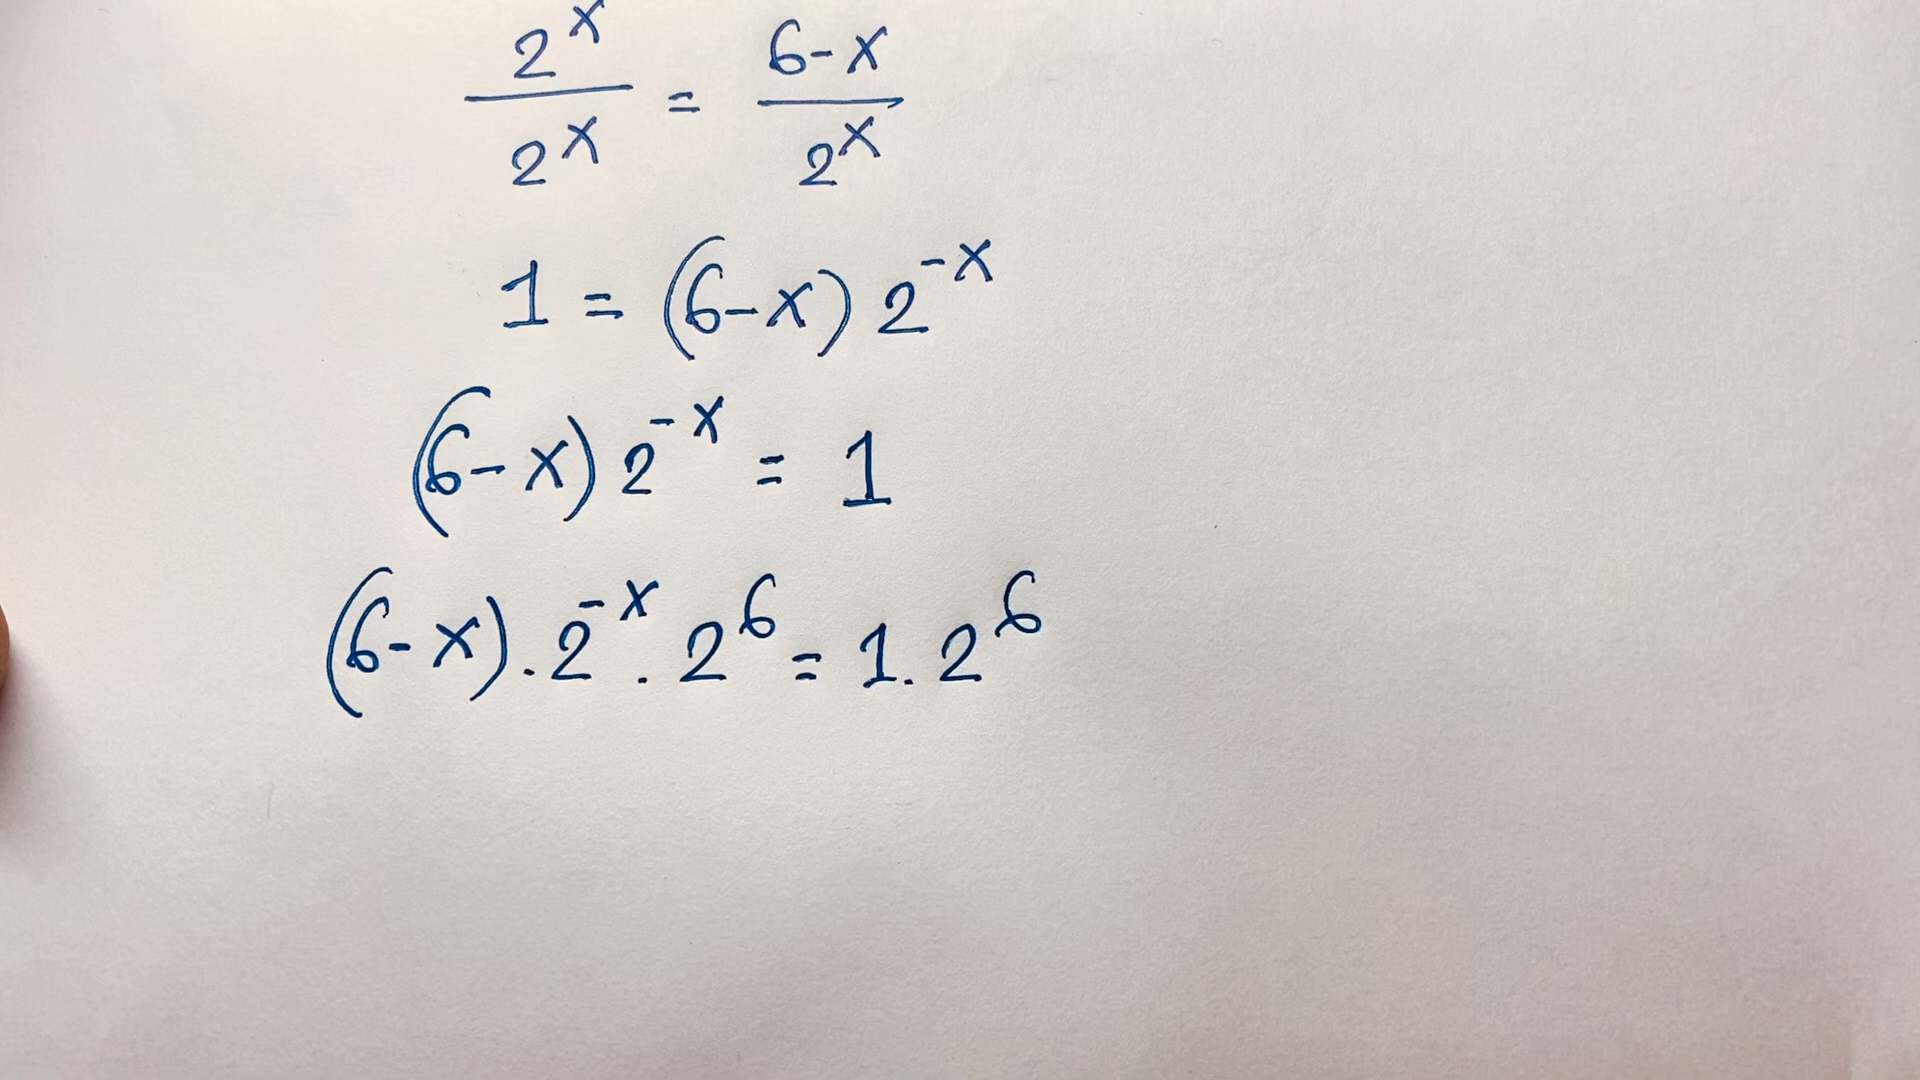 2^x / 2^x = 6-x / 2^x
1 = (6-x) 2^-x
(6-x) 2^-x = 1
(6-x) . 2^-x . 2^6 = 1 . 2^6